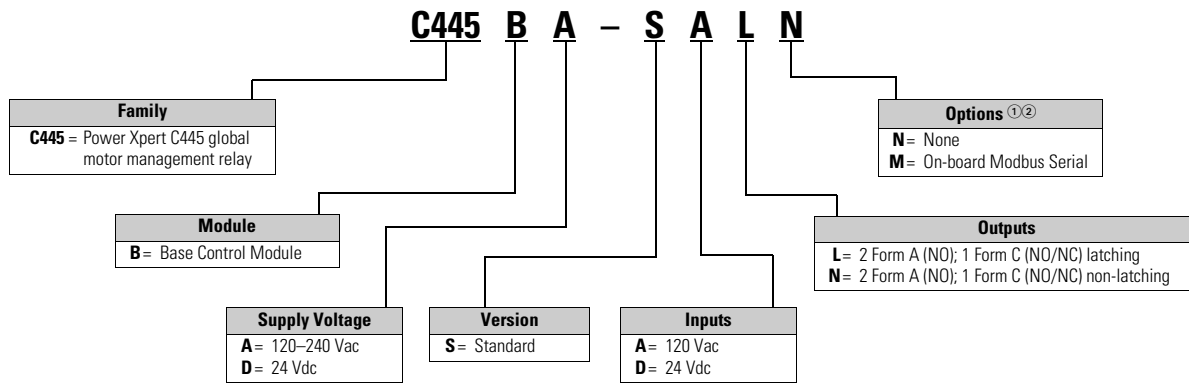 C445 B A – S A L N
Family
C445 = Power Xpert C445 global
motor management relay
Options ①②
N = None
M = On-board Modbus Serial
Module
B = Base Control Module
Outputs
L = 2 Form A (NO); 1 Form C (NO/NC) latching
N = 2 Form A (NO); 1 Form C (NO/NC) non-latching
Supply Voltage
A = 120–240 Vac
D = 24 Vdc
Version
S = Standard
Inputs
A = 120 Vac
D = 24 Vdc